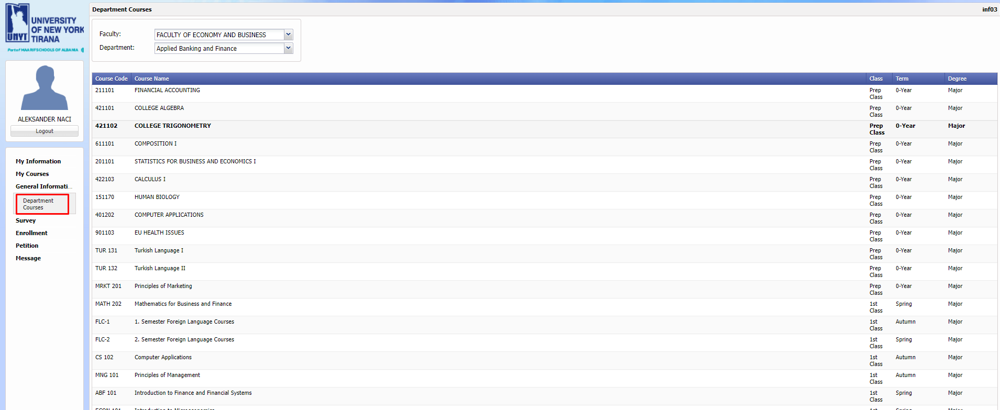 UNIVERSITY
OF NEW YORK
TIRANA
UNYT
Part of MAARIF SCHOOLS OF ALBANIA
ALEKSANDER NACI
Logout
My Information
My Courses
General Informati...
Department
Courses
Survey
Enrollment
Petition
Message
Department Courses inf03
Faculty: FACULTY OF ECONOMY AND BUSINESS
Department: Applied Banking and Finance
Course Code Course Name Class Term Degree
211101 FINANCIAL ACCOUNTING Prep Class 0-Year Major
421101 COLLEGE ALGEBRA Prep Class 0-Year Major
421102 COLLEGE TRIGONOMETRY Prep Class 0-Year Major
611101 COMPOSITION I Prep Class 0-Year Major
201101 STATISTICS FOR BUSINESS AND ECONOMICS I Prep Class 0-Year Major
422103 CALCULUS I Prep Class 0-Year Major
151170 HUMAN BIOLOGY Prep Class 0-Year Major
401202 COMPUTER APPLICATIONS Prep Class 0-Year Major
901103 EU HEALTH ISSUES Prep Class 0-Year Major
TUR 131 Turkish Language I Prep Class 0-Year Major
TUR 132 Turkish Language II Prep Class 0-Year Major
MRKT 201 Principles of Marketing Prep Class 0-Year Major
MATH 202 Mathematics for Business and Finance 1st Class Spring Major
FLC-1 1. Semester Foreign Language Courses 1st Class Autumn Major
FLC-2 2. Semester Foreign Language Courses 1st Class Spring Major
CS 102 Computer Applications 1st Class Autumn Major
MNG 101 Principles of Management 1st Class Autumn Major
ABF 101 Introduction to Finance and Financial Systems 1st Class Spring Major